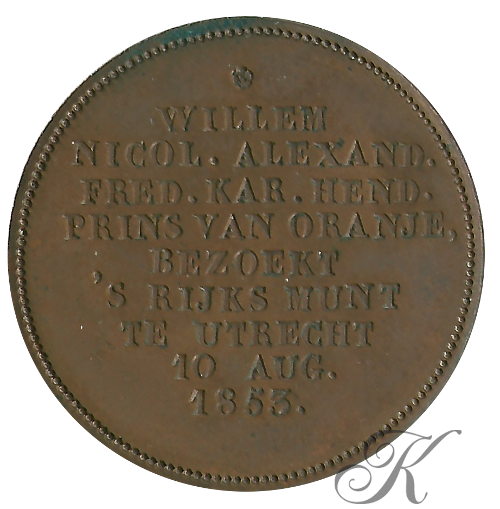 WILLEM
NICOL. ALEXAND.
FRED. KAR. HEND.
PRINS VAN ORANJE,
BEZOEKT
'S RIJKS MUNT
TE UTRECHT
10 AUG.
1853.
K